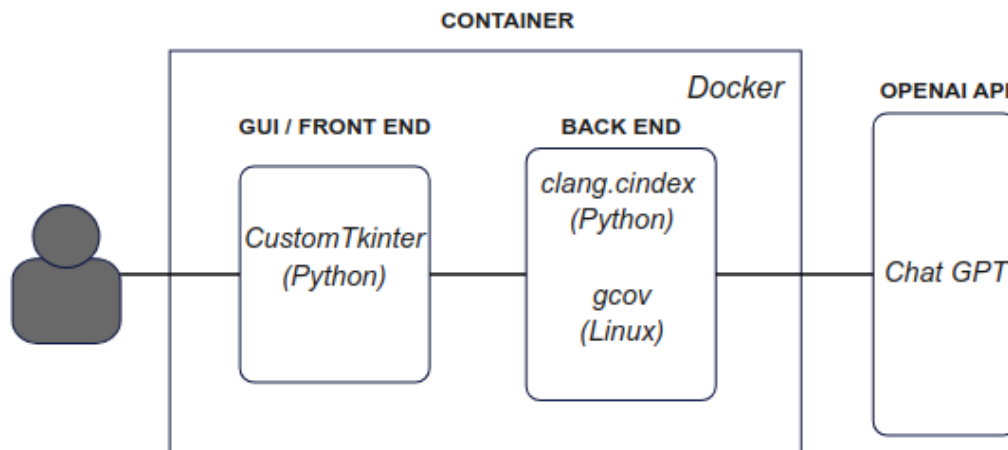 CONTAINER
Docker
OPENAI API
GUI / FRONT END
BACK END
clang.cindex
(Python)
CustomTkinter
(Python)
gcov
(Linux)
Chat GPT